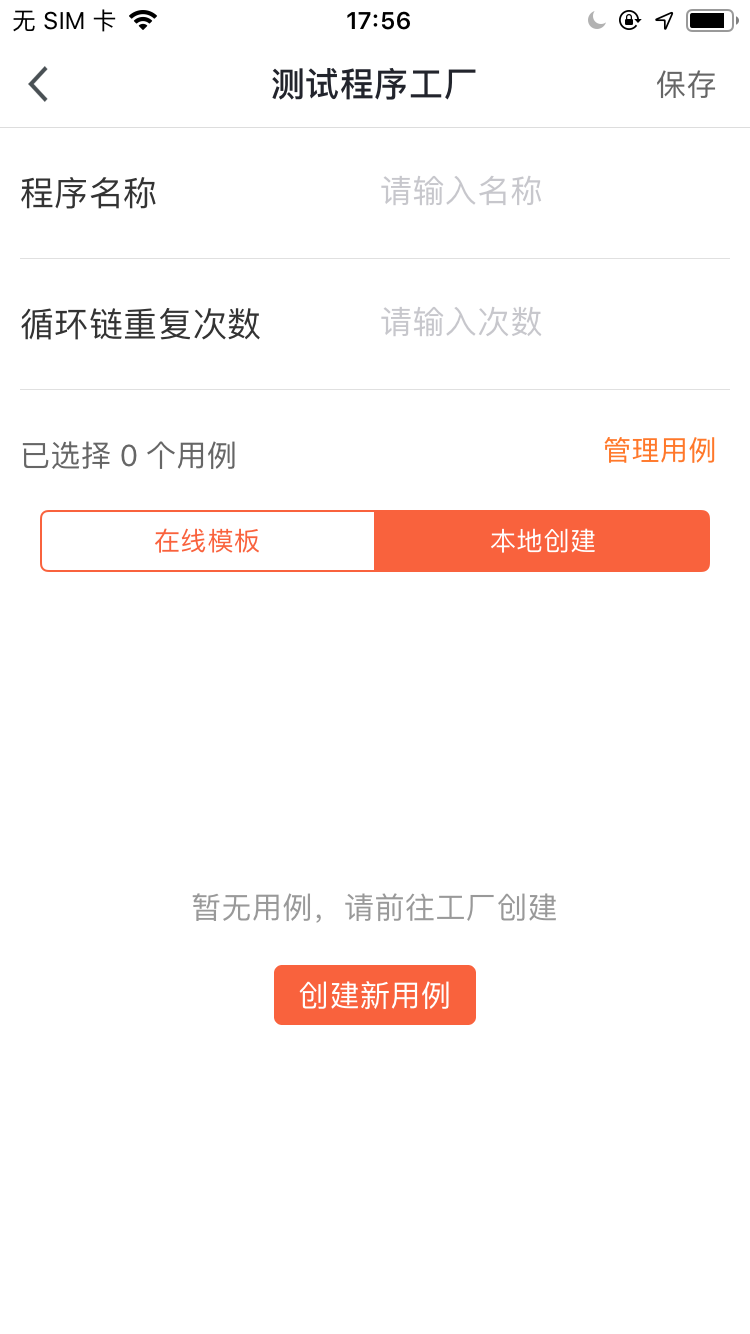 无 SIM 卡 17:56
测试程序工厂 保存
程序名称 请输入名称
循环链重复次数 请输入次数
已选择 0 个用例 管理用例
在线模板 本地创建
暂无用例，请前往工厂创建
创建新用例